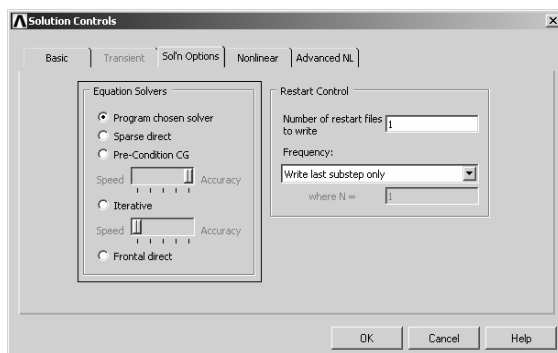 Solution Controls
Basic Transient Sol'n Options Nonlinear Advanced NL
Equation Solvers
Program chosen solver
Sparse direct
Pre-Condition CG
Speed Accuracy
Iterative
Speed Accuracy
Frontal direct
Restart Control
Number of restart files
to write
1
Frequency:
Write last substep only
where N = 1
OK Cancel Help